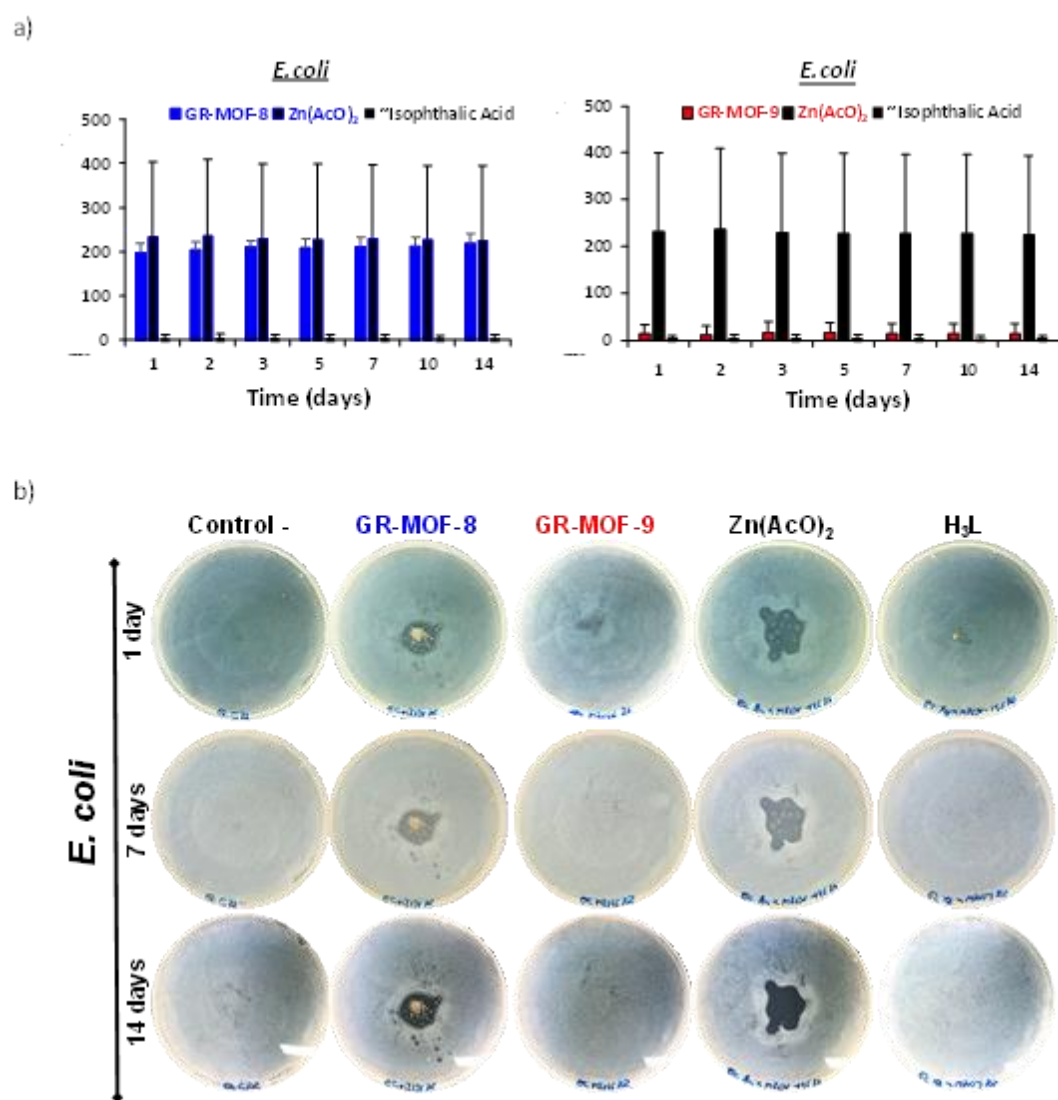 a)
E.coli
GR-MOF-8 Zn(AcO)₂ ~Isophthalic Acid
500
400
300
200
100
0
1 2 3 5 7 10 14
Time (days)
E.coli
GR-MOF-9 Zn(AcO)₂ ~Isophthalic Acid
500
400
300
200
100
0
1 2 3 5 7 10 14
Time (days)
b)
Control - GR-MOF-8 GR-MOF-9 Zn(AcO)₂ H₃L
E. coli
1 day
7 days
14 days